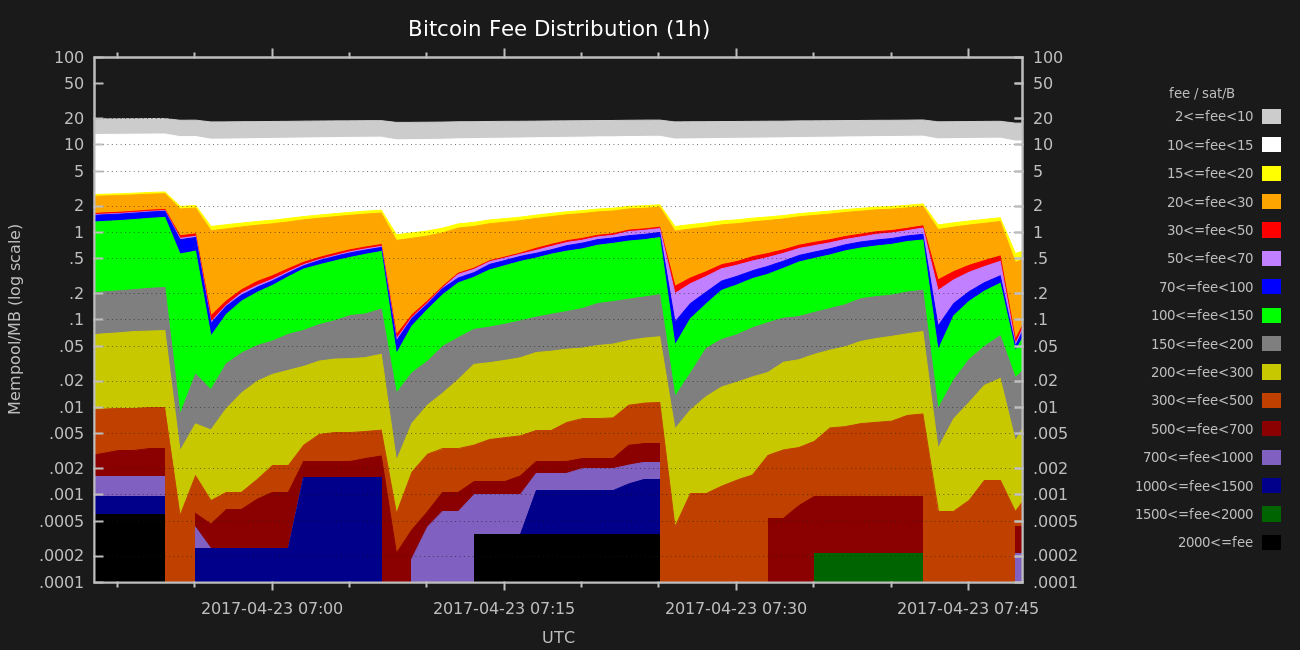 Bitcoin Fee Distribution (1h)
100
50
20
10
5
2
1
.5
.2
.1
.05
.02
.01
.005
.002
.001
.0005
.0002
.0001
Mempool/MB (log scale)
100
50
20
10
5
2
1
.5
.2
.1
.05
.02
.01
.005
.002
.001
.0005
.0002
.0001
2017-04-23 07:00
2017-04-23 07:15
2017-04-23 07:30
2017-04-23 07:45
UTC
fee / sat/B
2<=fee<10
10<=fee<15
15<=fee<20
20<=fee<30
30<=fee<50
50<=fee<70
70<=fee<100
100<=fee<150
150<=fee<200
200<=fee<300
300<=fee<500
500<=fee<700
700<=fee<1000
1000<=fee<1500
1500<=fee<2000
2000<=fee